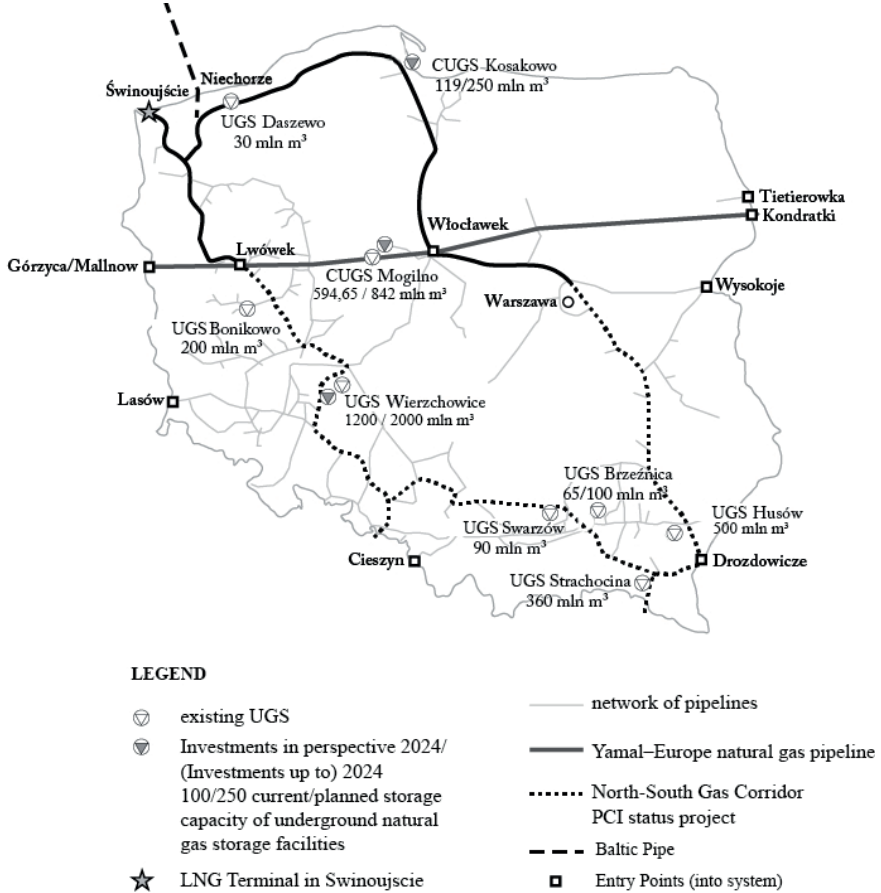 Niechorze
Świnoujście
CUGS Kosakowo
119/250 mln m³
UGS Daszewo
30 mln m³
Tietierowka
Kondratki
Włocławek
Lwówek
Górzyca/Mallnow
CUGS Mogilno
594,65 / 842 mln m³
Wysokoje
Warszawa
UGS Bonikowo
200 mln m³
Lasów
UGS Wierzchowice
1200 / 2000 mln m³
UGS Brzeźnica
65/100 mln m³
UGS Husów
500 mln m³
UGS Swarzów
90 mln m³
Cieszyn
Drozdowicze
UGS Strachocina
360 mln m³
LEGEND
existing UGS
Investments in perspective 2024/
(Investments up to) 2024
100/250 current/planned storage
capacity of underground natural
gas storage facilities
LNG Terminal in Swinoujscie
network of pipelines
Yamal–Europe natural gas pipeline
North-South Gas Corridor
PCI status project
Baltic Pipe
Entry Points (into system)